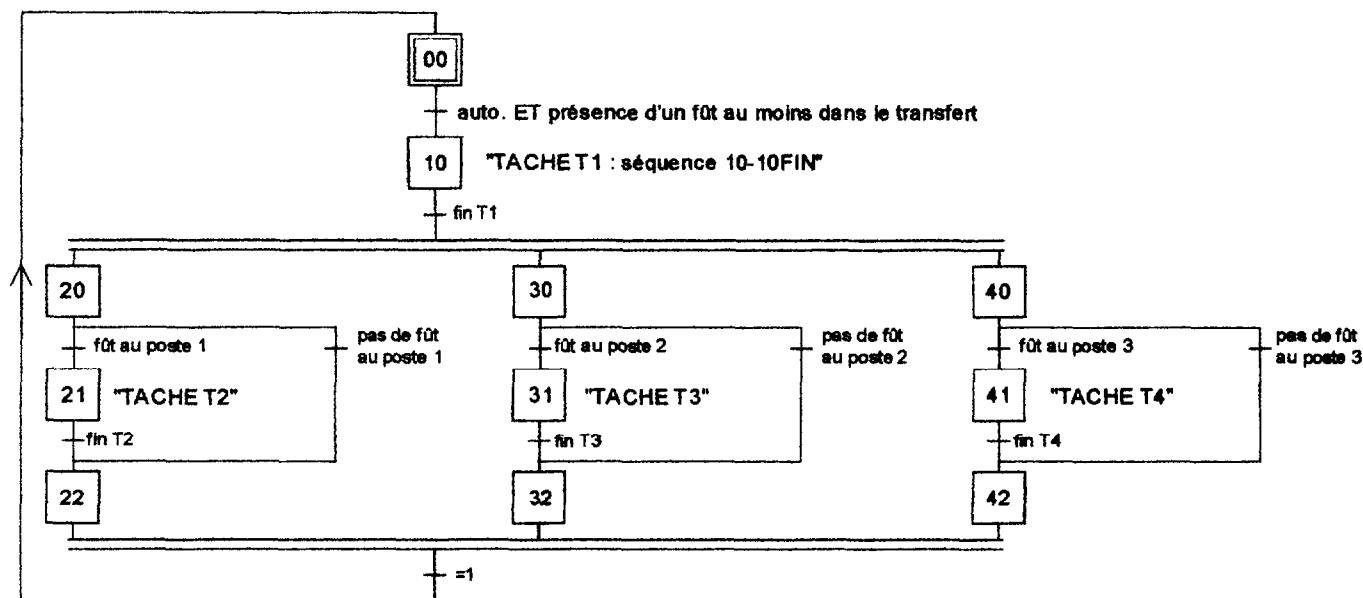 00
auto. ET présence d'un fût au moins dans le transfert
10 "TACHE T1 : séquence 10-10FIN"
fin T1
20 30 40
fût au poste 1
pas de fût
au poste 1
fût au poste 2
pas de fût
au poste 2
fût au poste 3
pas de fût
au poste 3
21 "TACHE T2" 31 "TACHE T3" 41 "TACHE T4"
fin T2 fin T3 fin T4
22 32 42
=1